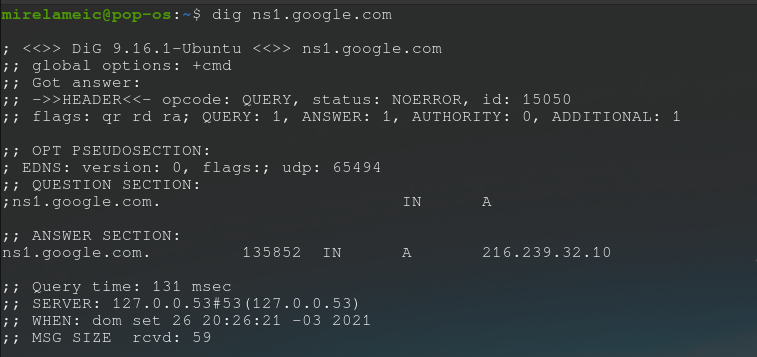 mirelameic@pop-os:~$ dig ns1.google.com
; <<>> DiG 9.16.1-Ubuntu <<>> ns1.google.com
;; global options: +cmd
;; Got answer:
;; ->>HEADER<<- opcode: QUERY, status: NOERROR, id: 15050
;; flags: qr rd ra; QUERY: 1, ANSWER: 1, AUTHORITY: 0, ADDITIONAL: 1
;; OPT PSEUDOSECTION:
; EDNS: version: 0, flags:; udp: 65494
;; QUESTION SECTION:
;ns1.google.com. IN A
;; ANSWER SECTION:
ns1.google.com. 135852 IN A 216.239.32.10
;; Query time: 131 msec
;; SERVER: 127.0.0.53#53(127.0.0.53)
;; WHEN: dom set 26 20:26:21 -03 2021
;; MSG SIZE rcvd: 59